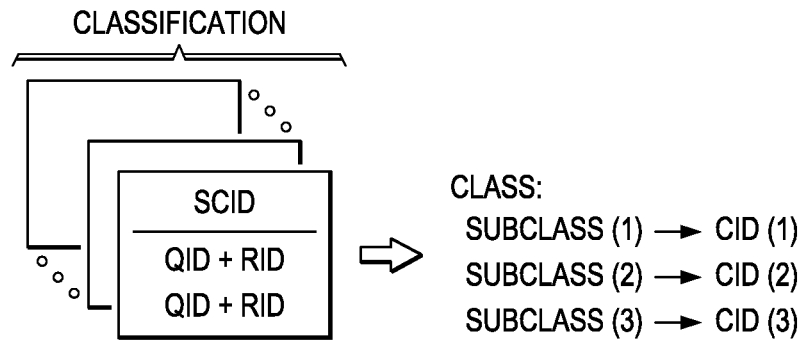 CLASSIFICATION
SCID
QID + RID
QID + RID
CLASS:
SUBCLASS (1) → CID (1)
SUBCLASS (2) → CID (2)
SUBCLASS (3) → CID (3)